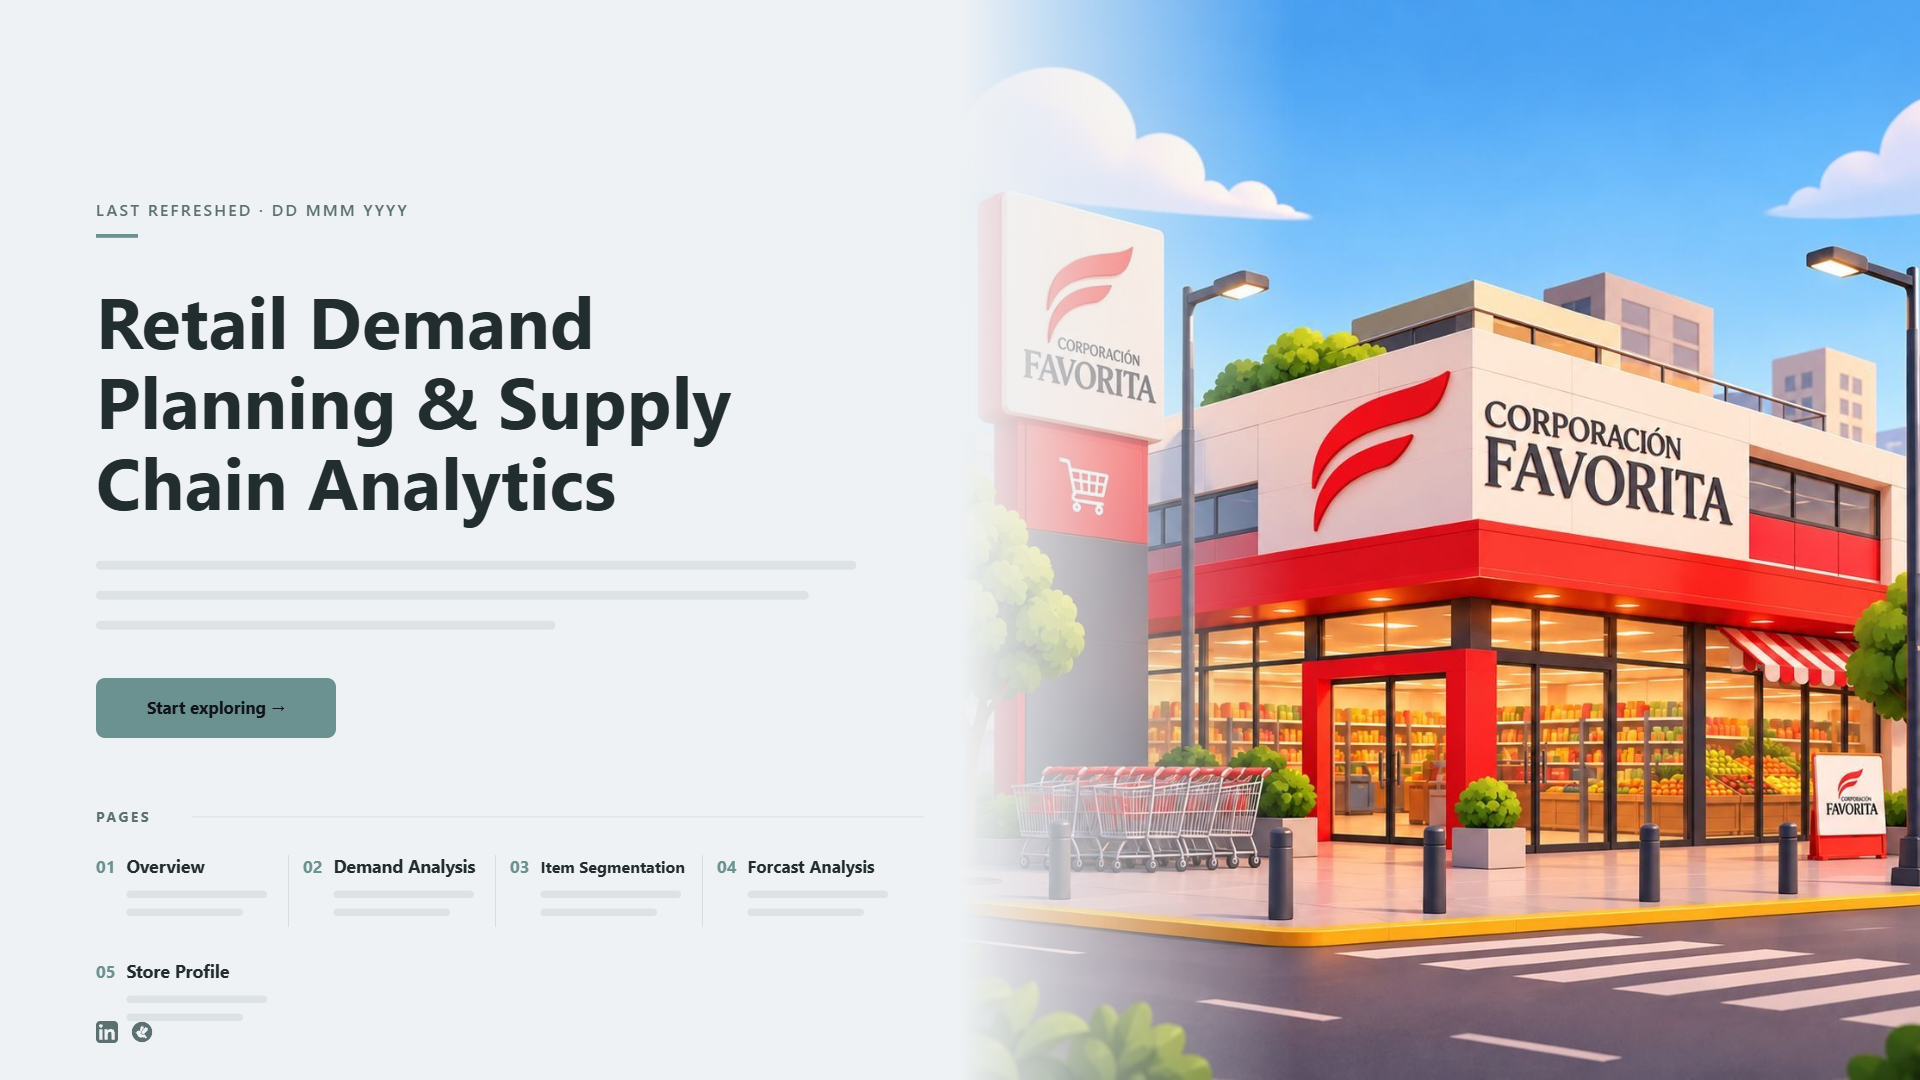 LAST REFRESHED · DD MMM YYYY
Retail Demand
Planning & Supply
Chain Analytics
Start exploring →
PAGES
01 Overview
02 Demand Analysis
03 Item Segmentation
04 Forcast Analysis
05 Store Profile
in
CORPORACIÓN
FAVORITA
CORPORACIÓN
FAVORITA
CORPORACIÓN
FAVORITA